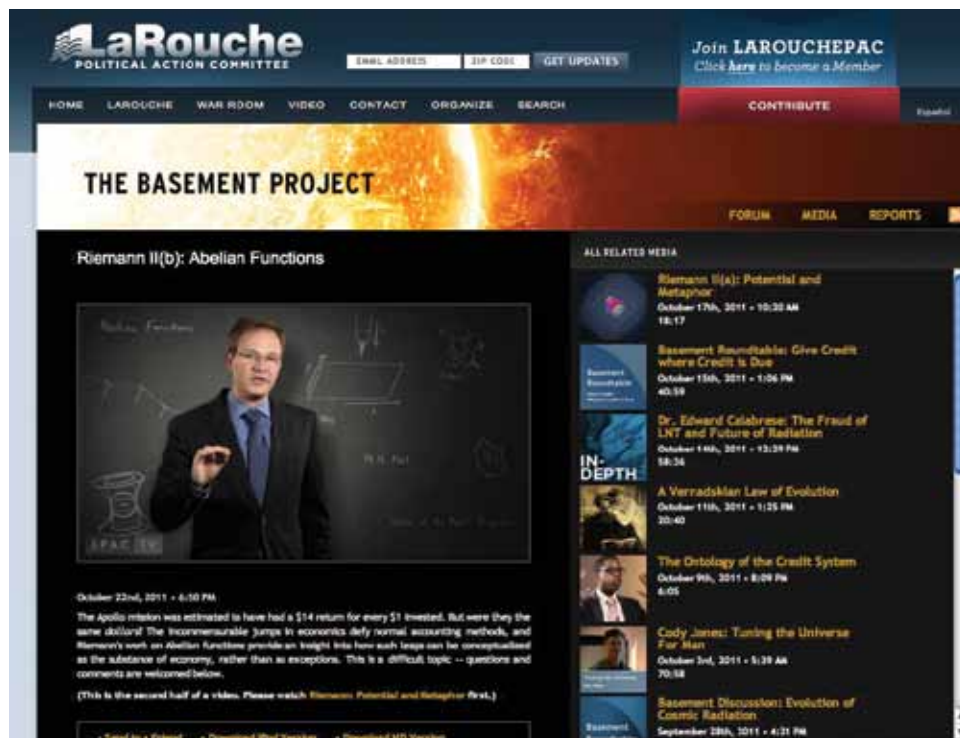 LaRouche
POLITICAL ACTION COMMITTEE
EMAIL ADDRESS
ZIP CODE
GET UPDATES
Join LAROUCHEPAC
Click here to become a Member
HOME LAROUCHE WAR ROOM VIDEO CONTACT ORGANIZE SEARCH
CONTRIBUTE
Español
THE BASEMENT PROJECT
FORUM MEDIA REPORTS
Riemann II(b): Abelian Functions
Abelian Functions
LPAC TV
October 22nd, 2011 • 6:50 PM
The Apollo mission was estimated to have had a $14 return for every $1 invested. But were they the
same dollars? The incommensurable jumps in economics defy normal accounting methods, and
Riemann's work on Abelian functions provide an insight into how such leaps can be conceptualized
as the substance of economy, rather than as exceptions. This is a difficult topic -- questions and
comments are welcomed below.
(This is the second half of a video. Please watch Riemann: Potential and Metaphor first.)
ALL RELATED MEDIA
Riemann II(a): Potential and
Metaphor
October 17th, 2011 • 10:20 AM
18:17
Basement
Roundtable
Basement Roundtable: Give Credit
where Credit is Due
October 15th, 2011 • 1:06 PM
40:59
IN-
DEPTH
Dr. Edward Calabrese: The Fraud of
LNT and Future of Radiation
October 14th, 2011 • 12:29 PM
58:36
A Vernadskian Law of Evolution
October 11th, 2011 • 1:25 PM
20:40
The Ontology of the Credit System
October 9th, 2011 • 8:09 PM
6:05
Cody Jones: Tuning the Universe
For Man
October 3rd, 2011 • 5:39 AM
70:58
Basement
Basement Discussion: Evolution of
Cosmic Radiation
September 28th, 2011 • 4:21 PM